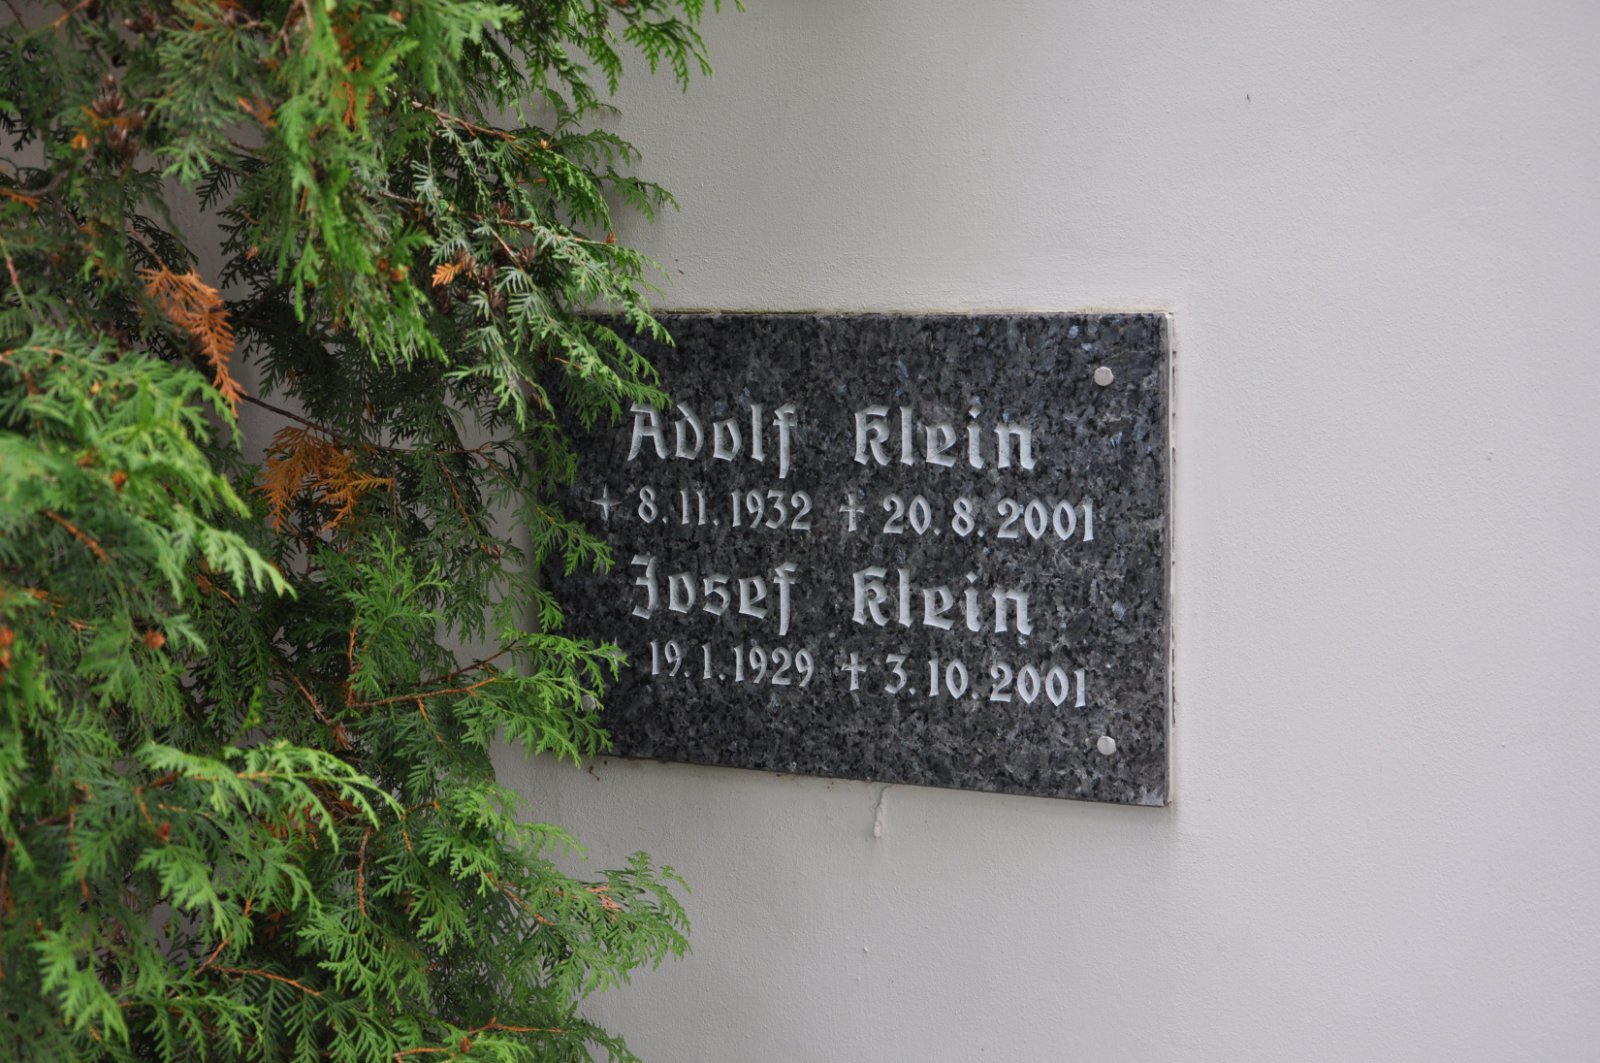 Adolf Klein
* 8.11.1932 † 20.8.2001
Josef Klein
19.1.1929 † 3.10.2001